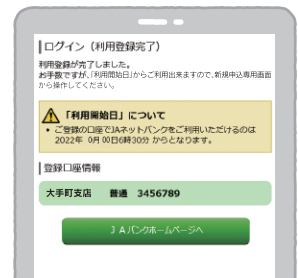 ログイン（利用登録完了）
利用登録が完了しました。
お手数ですが、「利用開始日」からご利用出来ますので、新規申込専用画面
から操作してください。
「利用開始日」について
• ご登録の口座でJAネットバンクをご利用いただけるのは
2022年 0月00日6時30分 からとなります。
登録口座情報
大手町支店 普通 3456789
ＪＡバンクホームページへ